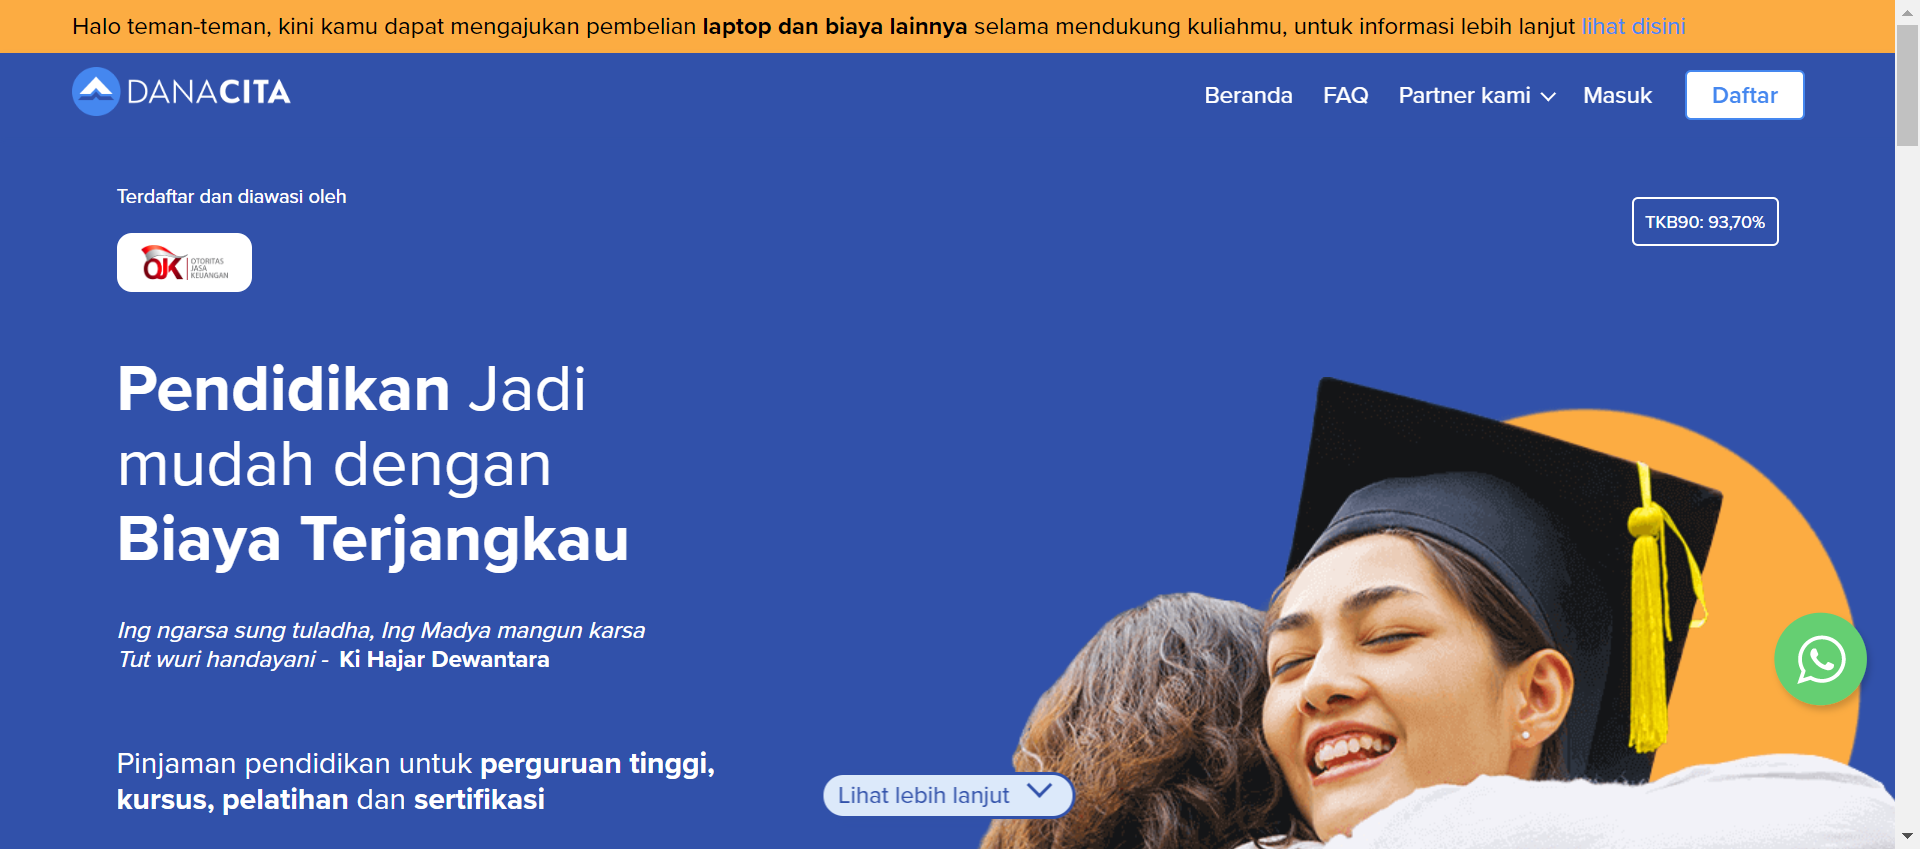 Halo teman-teman, kini kamu dapat mengajukan pembelian laptop dan biaya lainnya selama mendukung kuliahmu, untuk informasi lebih lanjut lihat disini
DANACITA
Beranda FAQ Partner kami Masuk Daftar
Terdaftar dan diawasi oleh
TKB90: 93,70%
OJK OTORITAS
JASA
KEUANGAN
Pendidikan Jadi
mudah dengan
Biaya Terjangkau
Ing ngarsa sung tuladha, Ing Madya mangun karsa
Tut wuri handayani - Ki Hajar Dewantara
Pinjaman pendidikan untuk perguruan tinggi,
kursus, pelatihan dan sertifikasi
Lihat lebih lanjut